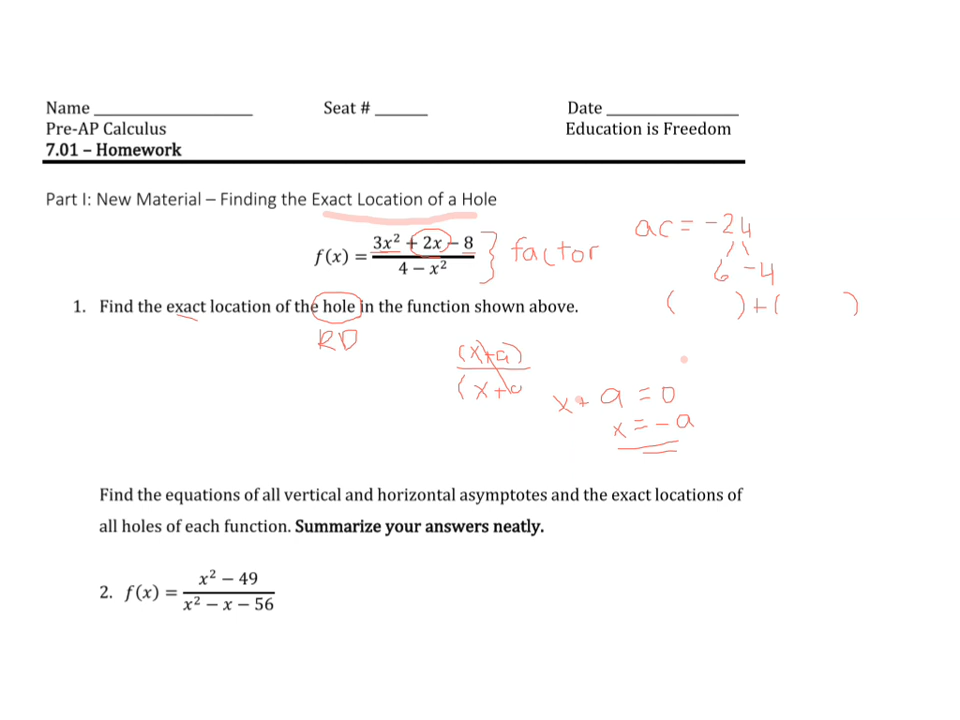 Name ____________________ Seat # ______ Date ________________
Pre-AP Calculus Education is Freedom
7.01 – Homework
Part I: New Material – Finding the Exact Location of a Hole
ac = -24
f(x) = (3x² + 2x - 8)/(4 - x²) } factor
6 -4
1. Find the exact location of the hole in the function shown above.
( ) + ( )
RD
(x+a)
(x+
x + a = 0
x = -a
Find the equations of all vertical and horizontal asymptotes and the exact locations of
all holes of each function. Summarize your answers neatly.
2. f(x) = (x² - 49)/(x² - x - 56)